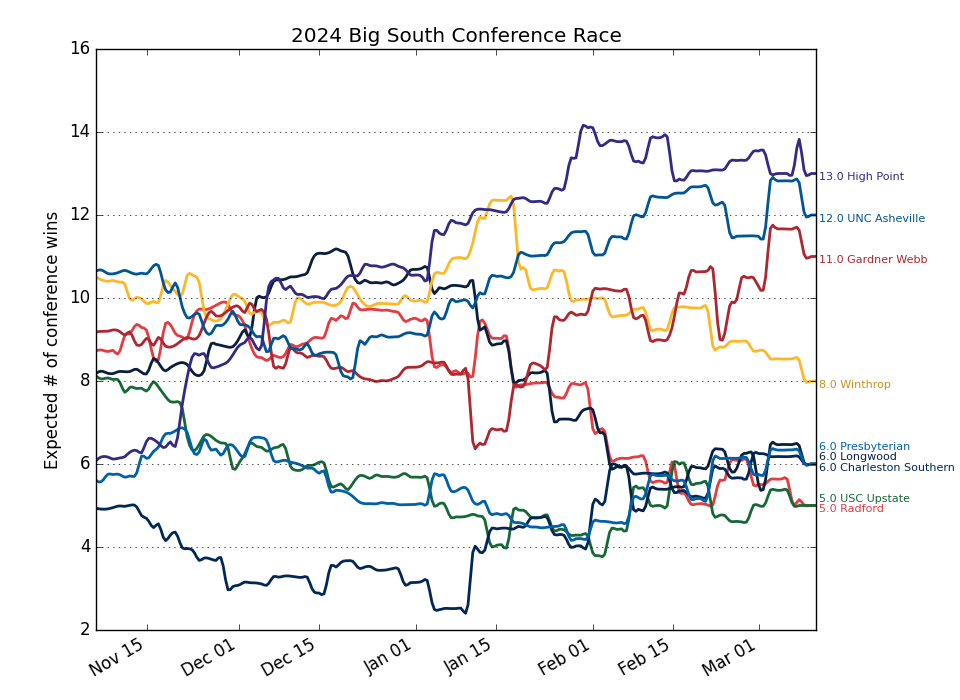 2024 Big South Conference Race
Expected # of conference wins
16
14
12
10
8
6
4
2
13.0 High Point
12.0 UNC Asheville
11.0 Gardner Webb
8.0 Winthrop
6.0 Presbyterian
6.0 Longwood
6.0 Charleston Southern
5.0 USC Upstate
5.0 Radford
Nov 15
Dec 01
Dec 15
Jan 01
Jan 15
Feb 01
Feb 15
Mar 01